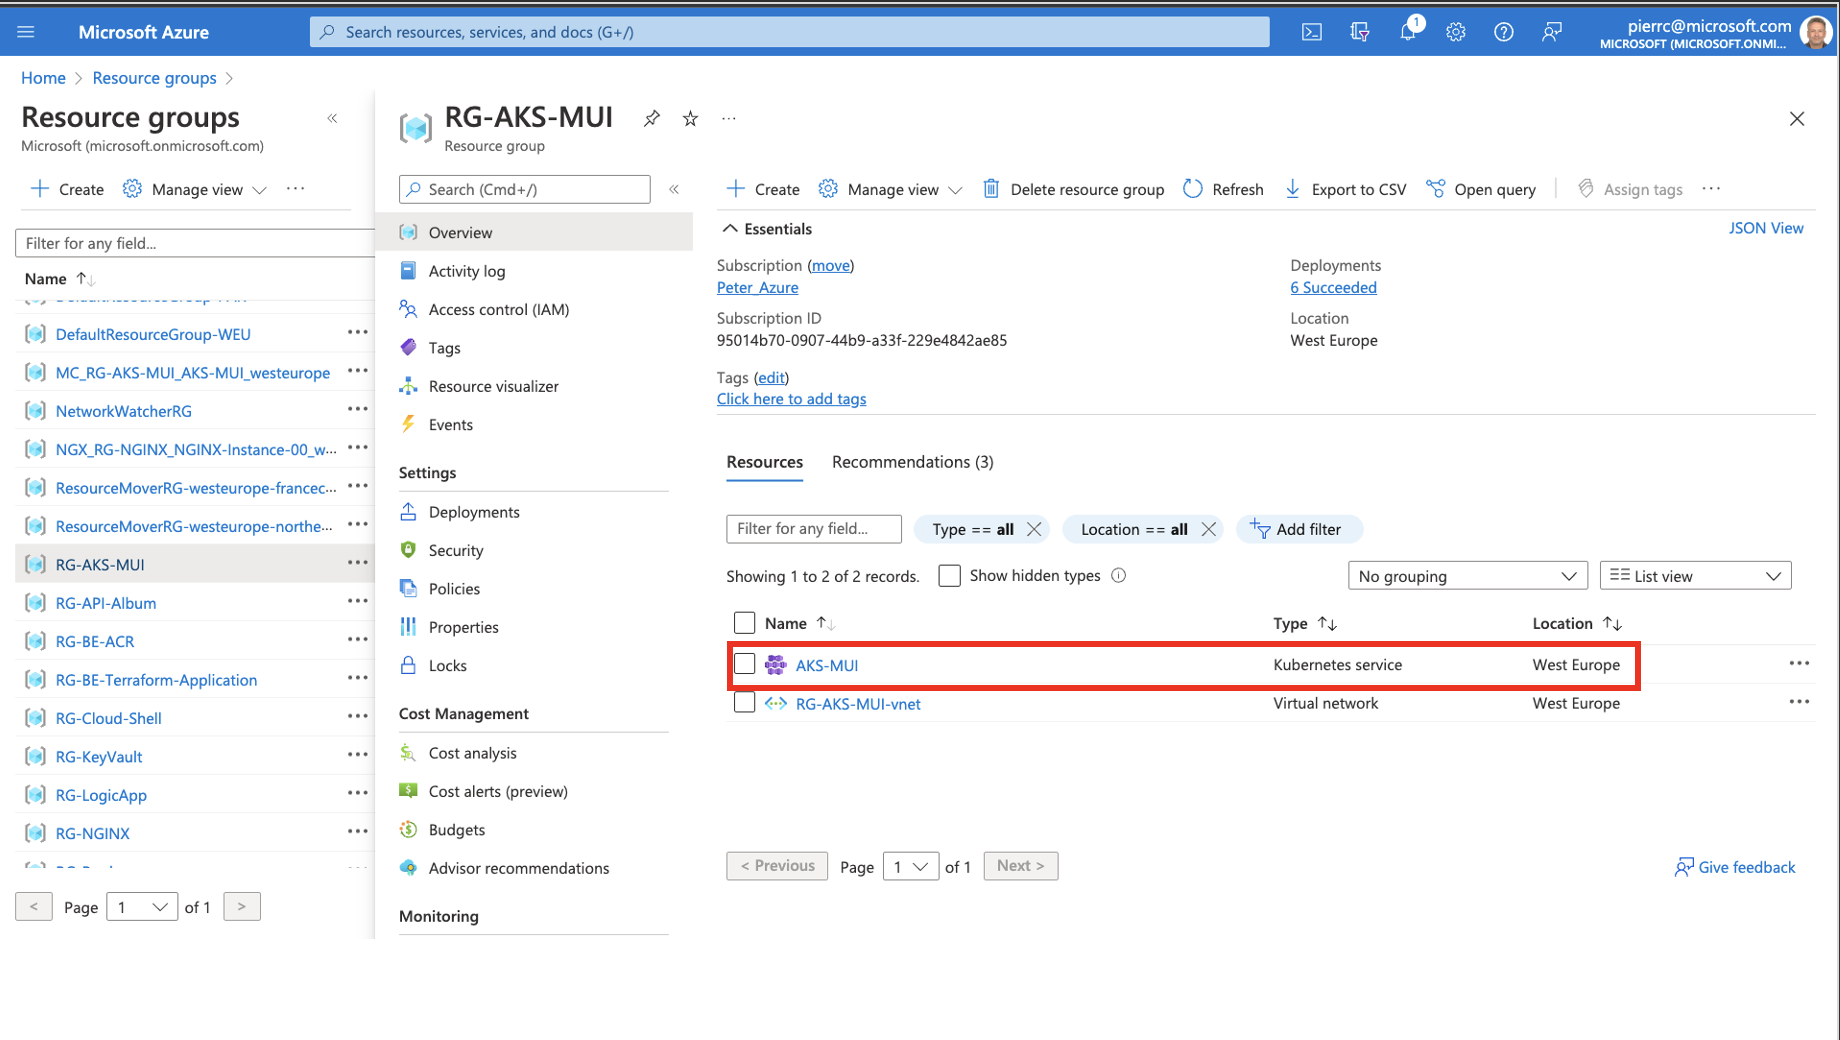 Microsoft Azure
Search resources, services, and docs (G+/)
1
pierrc@microsoft.com
MICROSOFT (MICROSOFT.ONMI...
Home
Resource groups
Resource groups
Microsoft (microsoft.onmicrosoft.com)
Create
Manage view
Filter for any field...
Name
DefaultResourceGroup-WEU
MC_RG-AKS-MUI_AKS-MUI_westeurope
NetworkWatcherRG
NGX_RG-NGINX_NGINX-Instance-00_w...
ResourceMoverRG-westeurope-francec...
ResourceMoverRG-westeurope-northe...
RG-AKS-MUI
RG-API-Album
RG-BE-ACR
RG-BE-Terraform-Application
RG-Cloud-Shell
RG-KeyVault
RG-LogicApp
RG-NGINX
< Page 1 of 1 >
RG-AKS-MUI
Resource group
Search (Cmd+/)
Overview
Activity log
Access control (IAM)
Tags
Resource visualizer
Events
Settings
Deployments
Security
Policies
Properties
Locks
Cost Management
Cost analysis
Cost alerts (preview)
Budgets
Advisor recommendations
Monitoring
Create Manage view Delete resource group Refresh Export to CSV Open query Assign tags
Essentials
JSON View
Subscription (move)
Peter_Azure
Subscription ID
95014b70-0907-44b9-a33f-229e4842ae85
Tags (edit)
Click here to add tags
Deployments
6 Succeeded
Location
West Europe
Resources Recommendations (3)
Filter for any field... Type == all Location == all Add filter
Showing 1 to 2 of 2 records. Show hidden types No grouping List view
Name Type Location
AKS-MUI Kubernetes service West Europe
RG-AKS-MUI-vnet Virtual network West Europe
< Previous Page 1 of 1 Next >
Give feedback